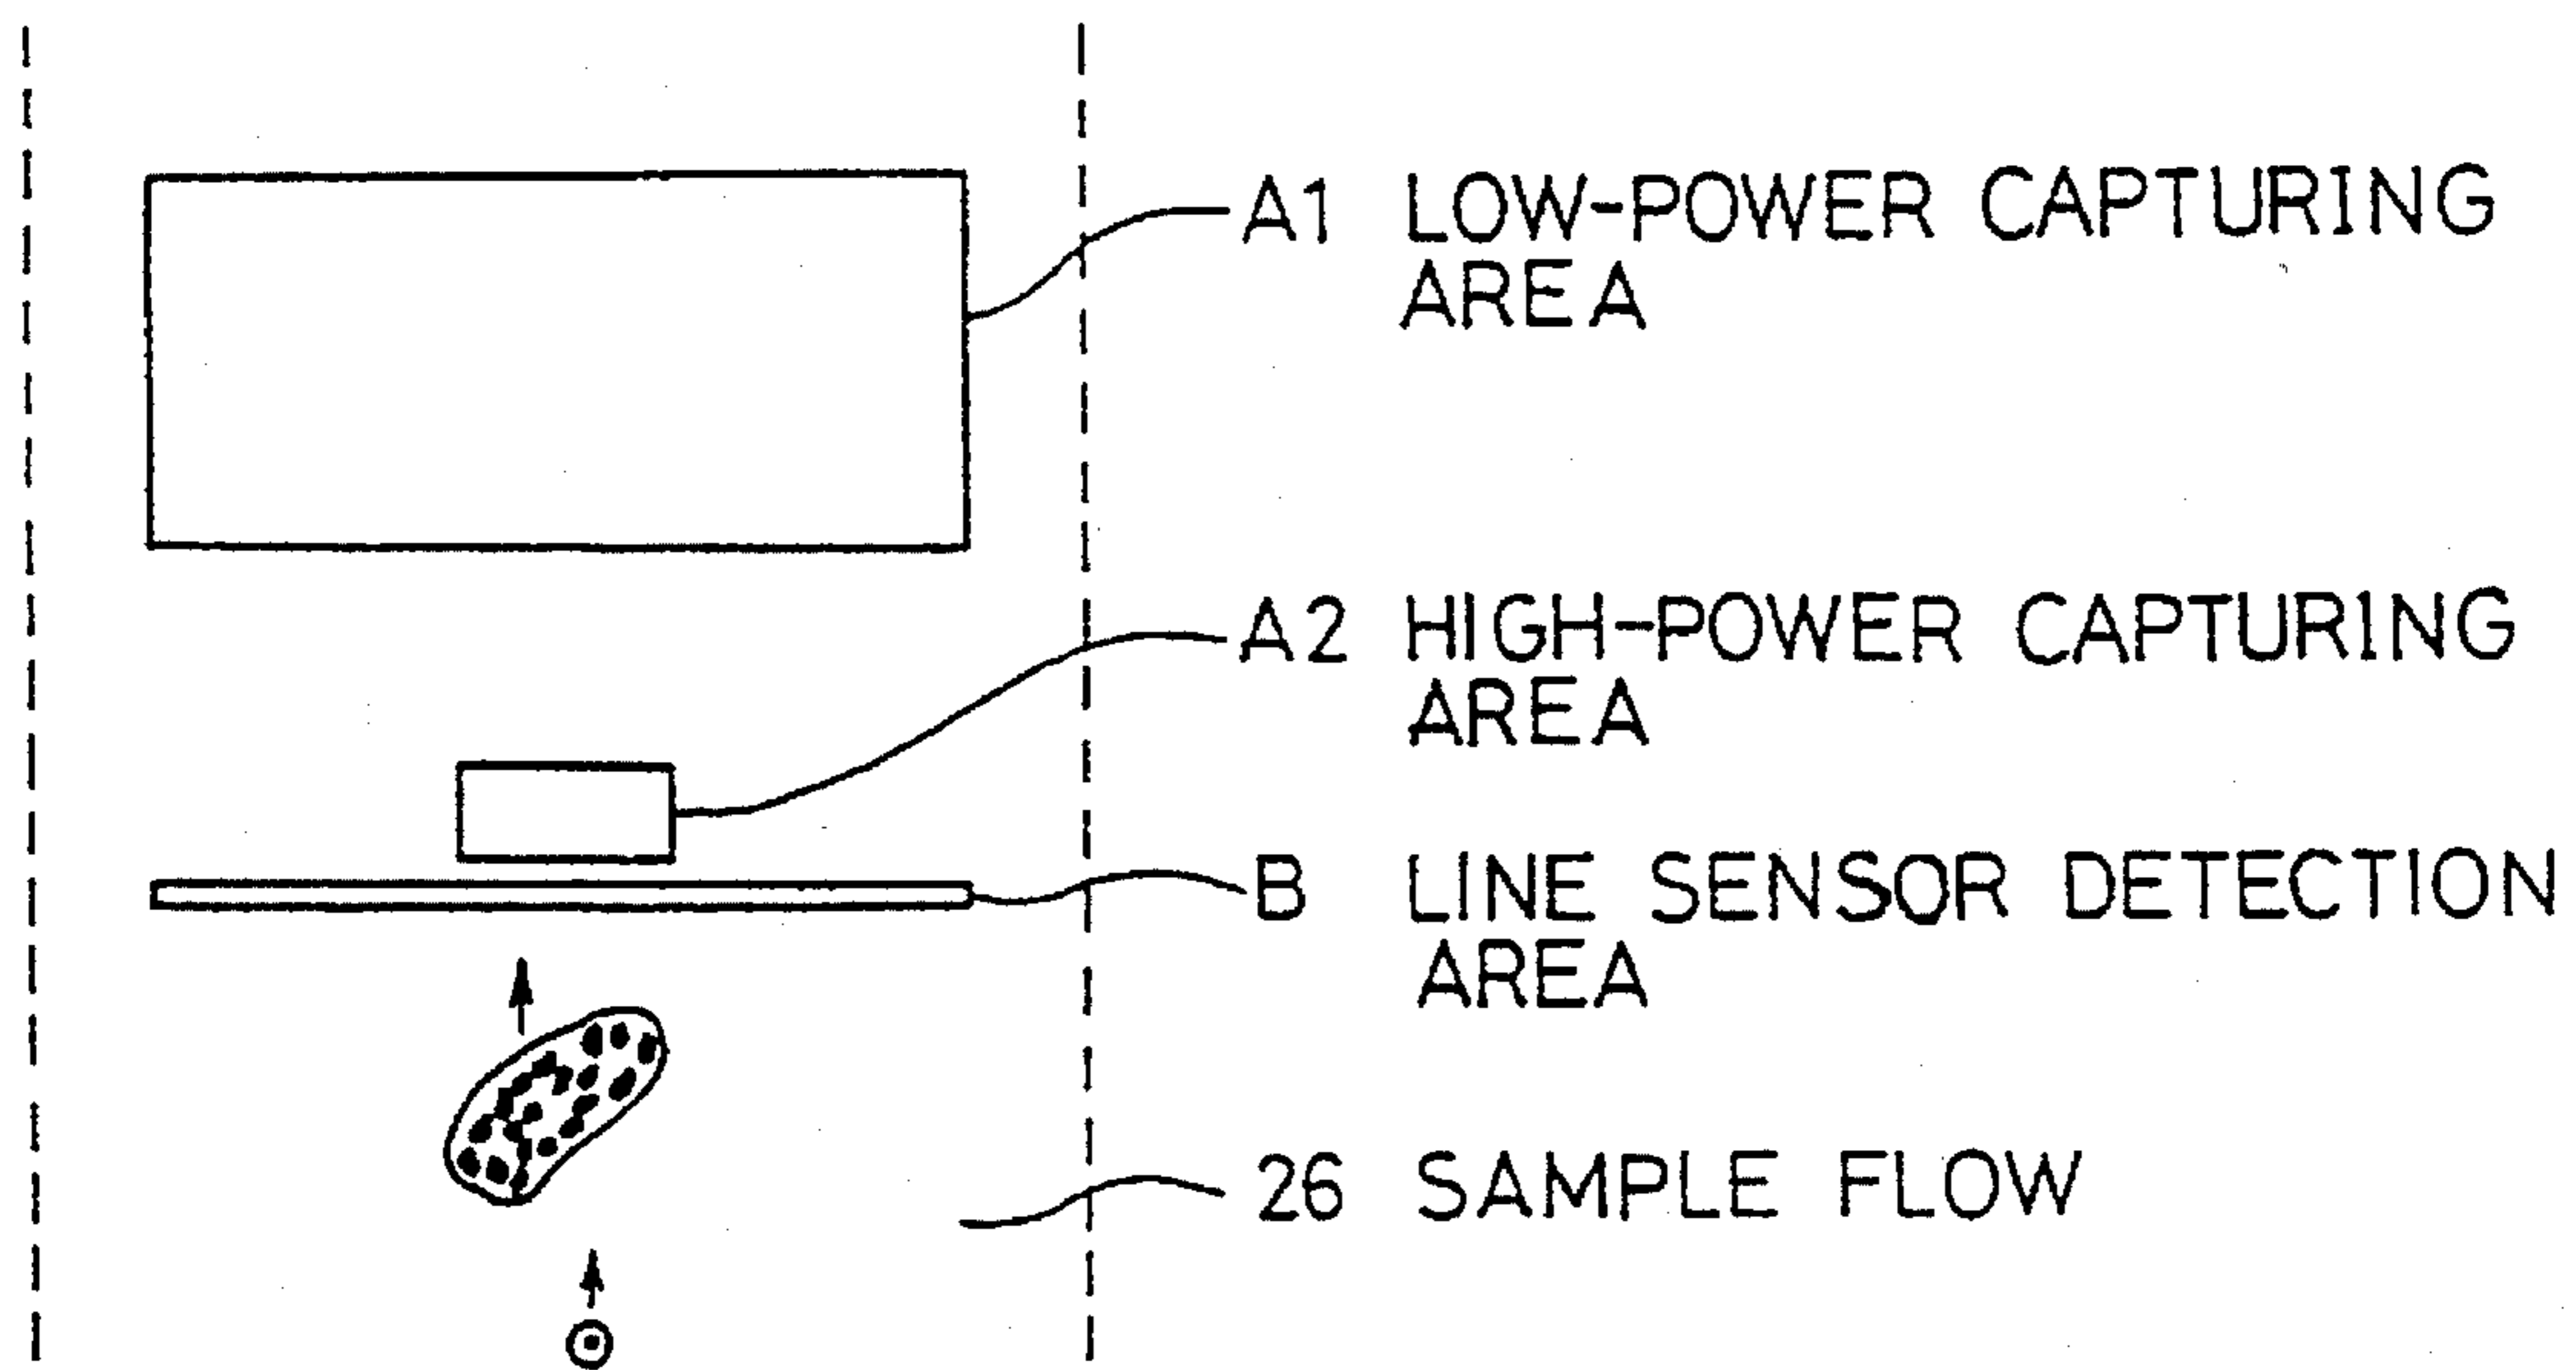 A1 LOW-POWER CAPTURING
AREA
A2 HIGH-POWER CAPTURING
AREA
B LINE SENSOR DETECTION
AREA
26 SAMPLE FLOW